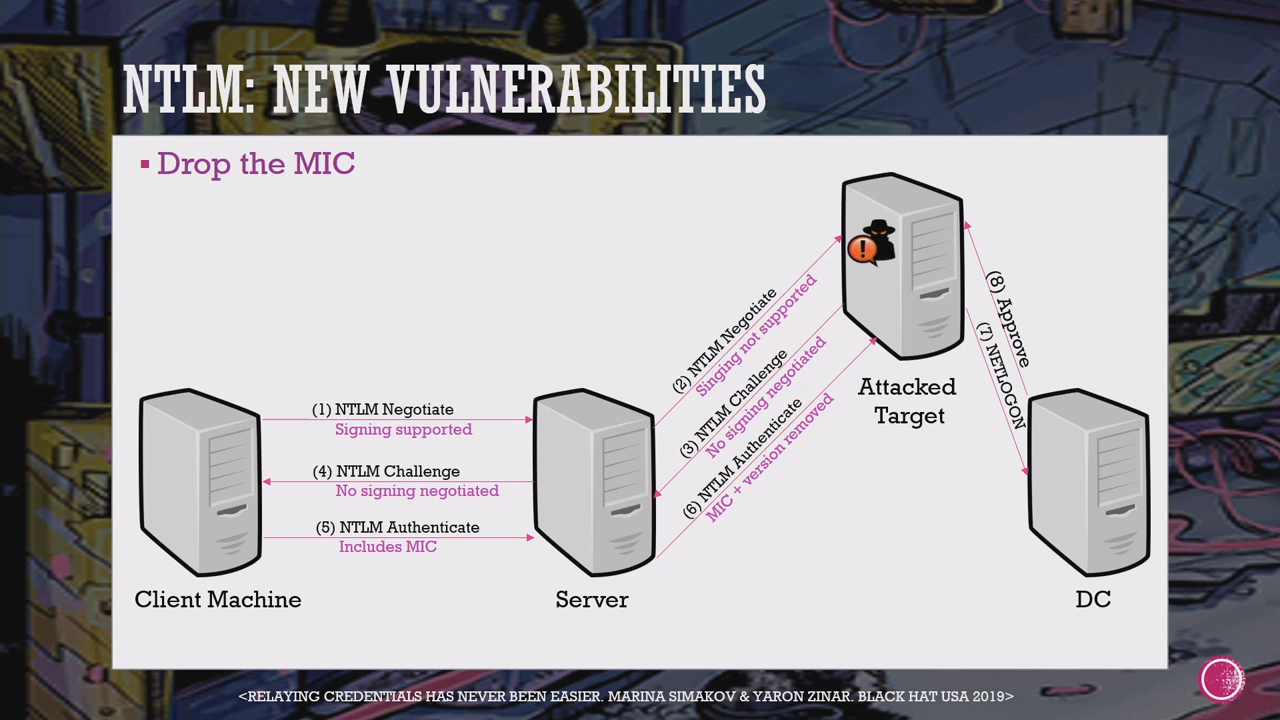 NTLM: NEW VULNERABILITIES
Drop the MIC
(1) NTLM Negotiate
Signing supported
(4) NTLM Challenge
No signing negotiated
(5) NTLM Authenticate
Includes MIC
(2) NTLM Negotiate
Singing not supported
(3) NTLM Challenge
No signing negotiated
(6) NTLM Authenticate
MIC + version removed
!
(8) Approve
(7) NETLOGON
Attacked
Target
Client Machine
Server
DC
<RELAYING CREDENTIALS HAS NEVER BEEN EASIER. MARINA SIMAKOV & YARON ZINAR. BLACK HAT USA 2019>